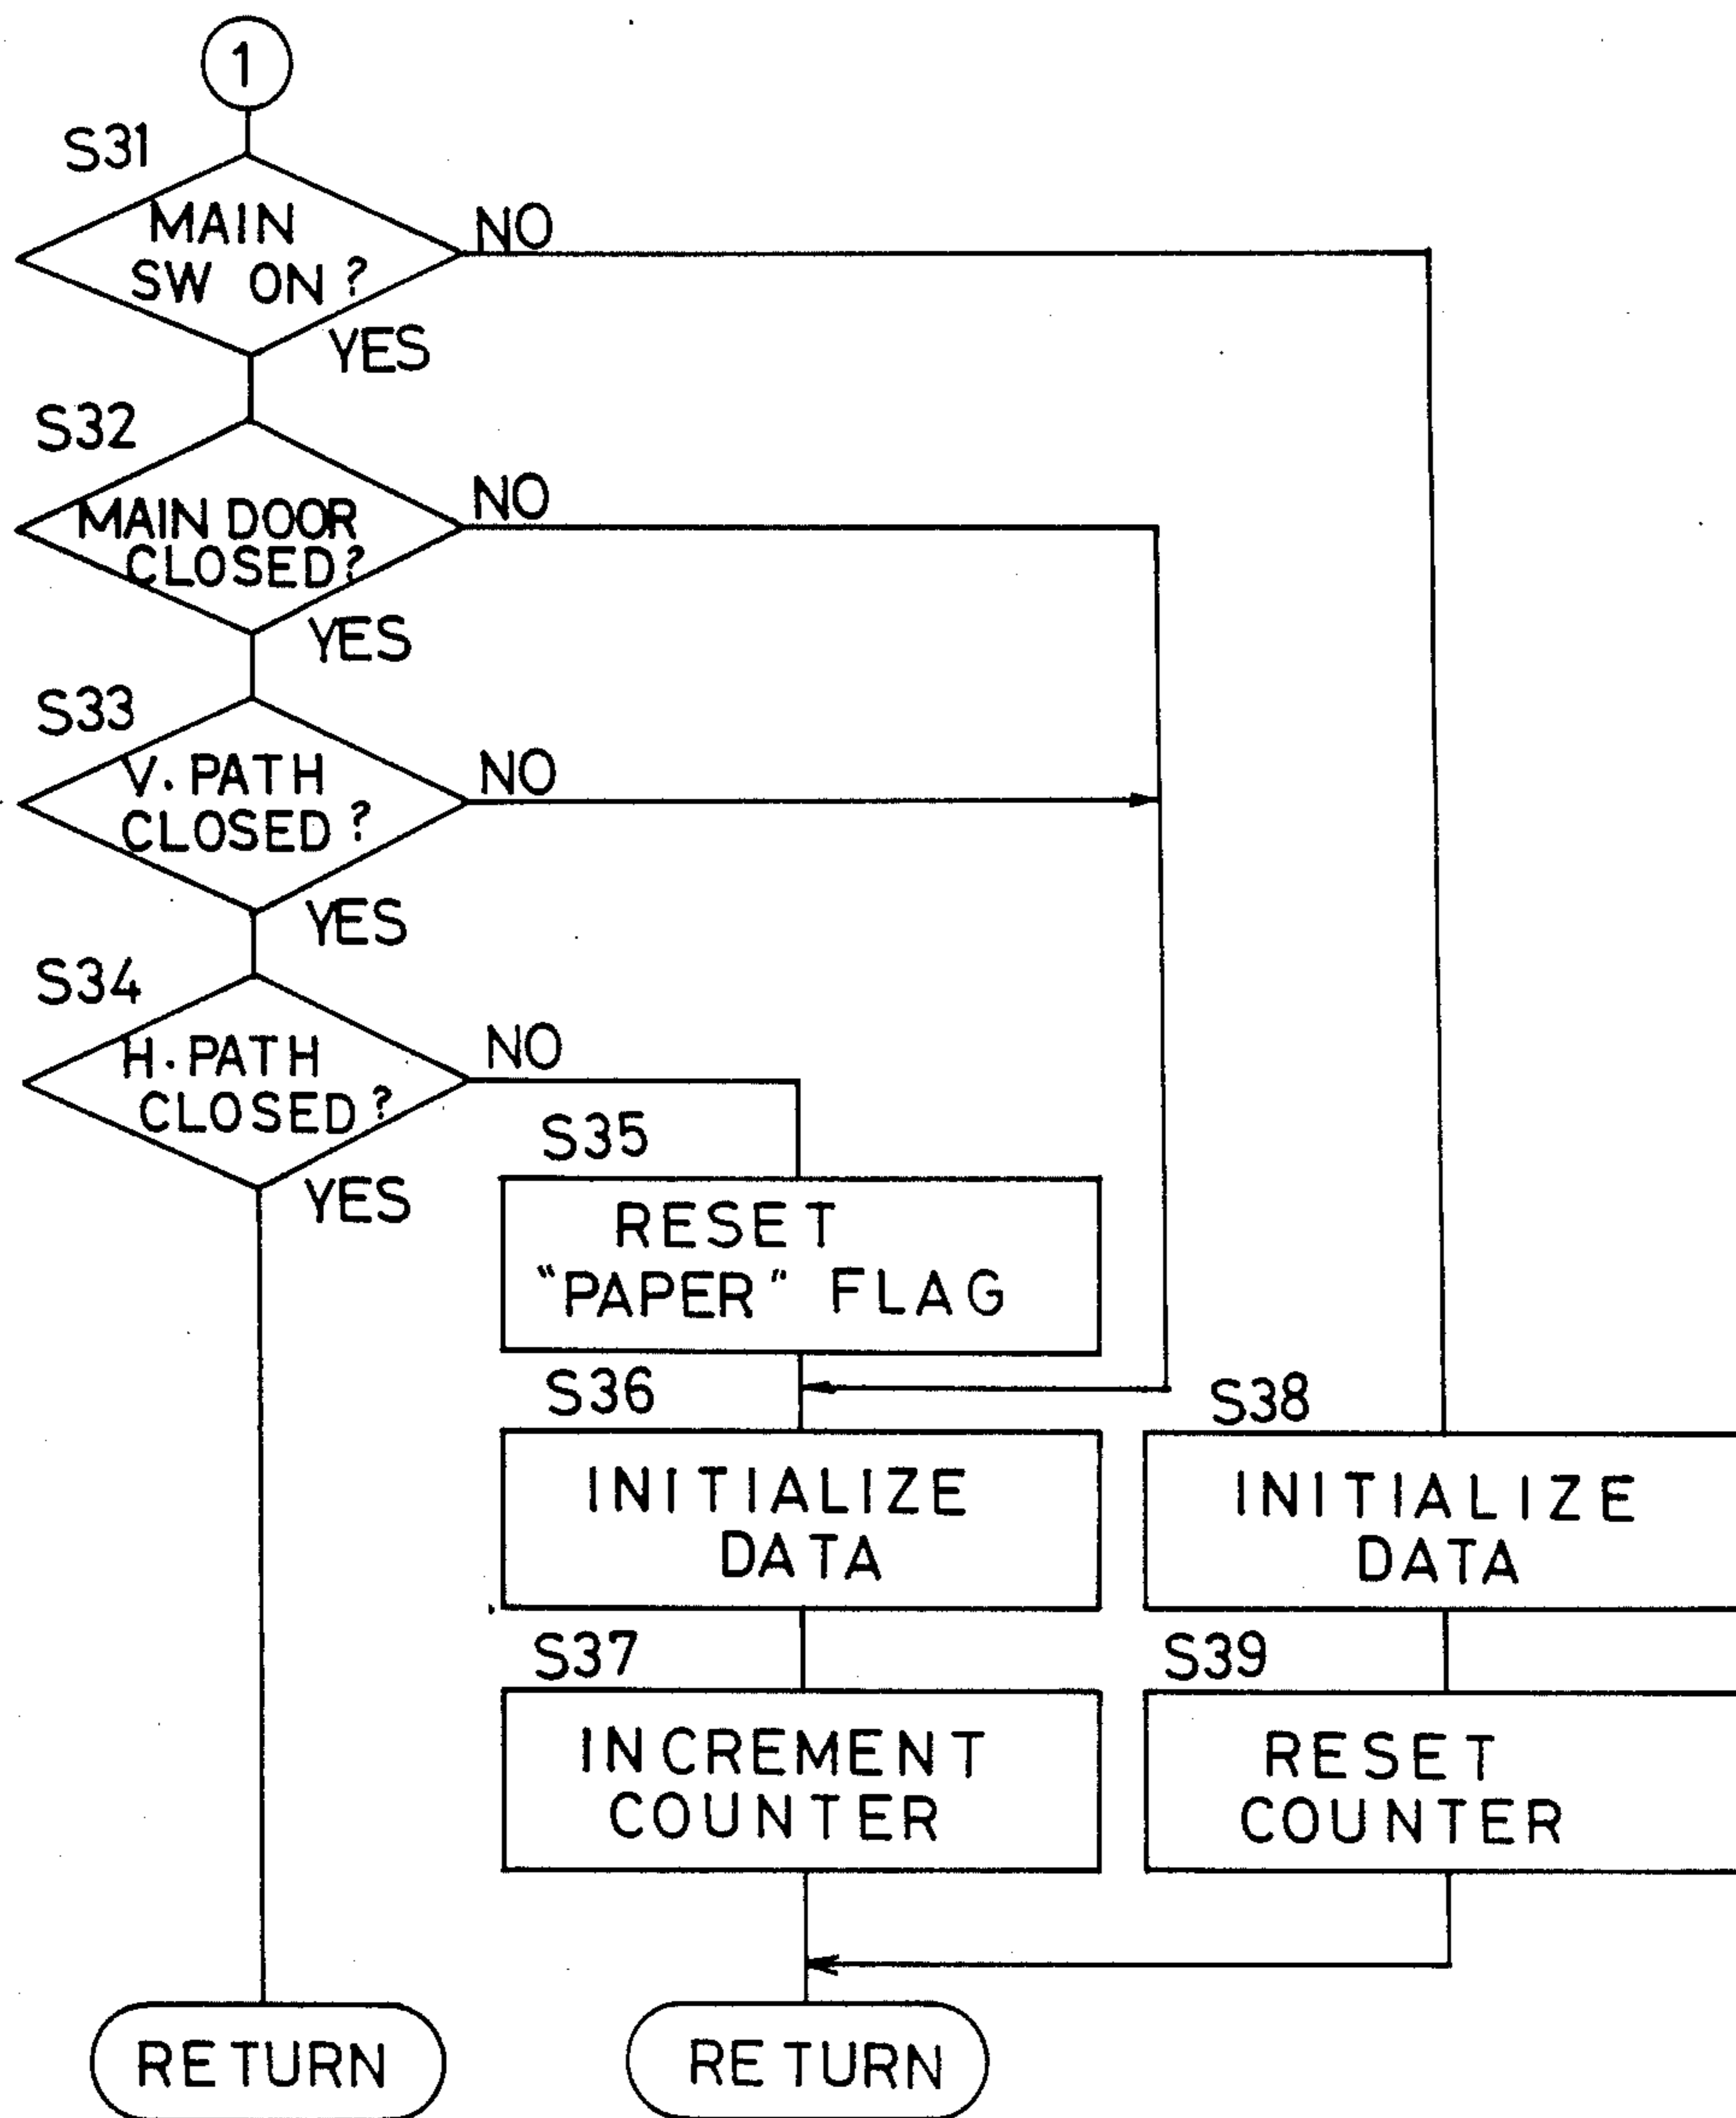 1
S31
MAIN
SW ON?
NO
YES
S32
MAIN DOOR
CLOSED?
NO
YES
S33
V. PATH
CLOSED?
NO
YES
S34
H. PATH
CLOSED?
NO
YES
S35
RESET
"PAPER" FLAG
S36
INITIALIZE
DATA
S38
INITIALIZE
DATA
S37
INCREMENT
COUNTER
S39
RESET
COUNTER
RETURN
RETURN